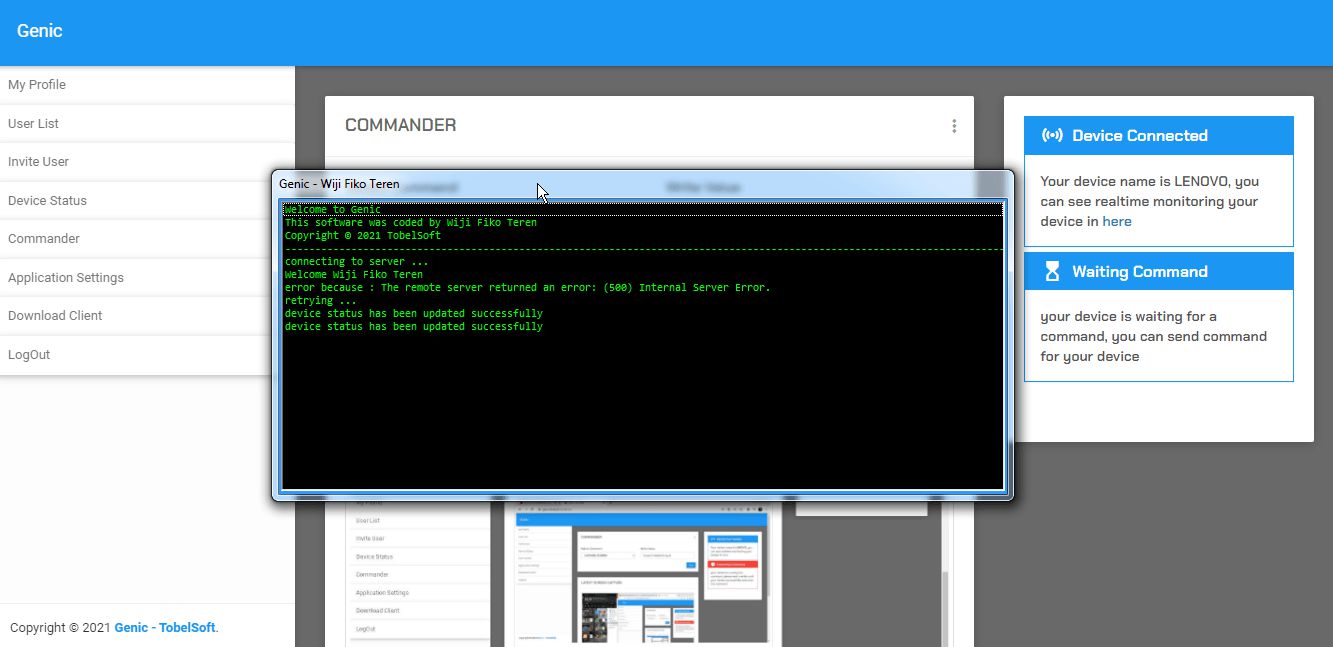 Genic
My Profile
User List
Invite User
Device Status
Commander
Application Settings
Download Client
LogOut
Copyright © 2021 Genic - TobelSoft.
COMMANDER
Genic - Wiji Fiko Teren
Welcome to Genic
This software was coded by Wiji Fiko Teren
Copyright © 2021 TobelSoft
connecting to server ...
Welcome Wiji Fiko Teren
error because : The remote server returned an error: (500) Internal Server Error.
retrying ...
device status has been updated successfully
device status has been updated successfully
User List
Invite User
Device Status
Commander
Application Settings
Download Client
LogOut
COMMANDER
LATEST SCREEN CAPTURE
Device Connected
Your device name is LENOVO, you
can see realtime monitoring your
device in here
Waiting Command
your device is waiting for a
command, you can send command
for your device